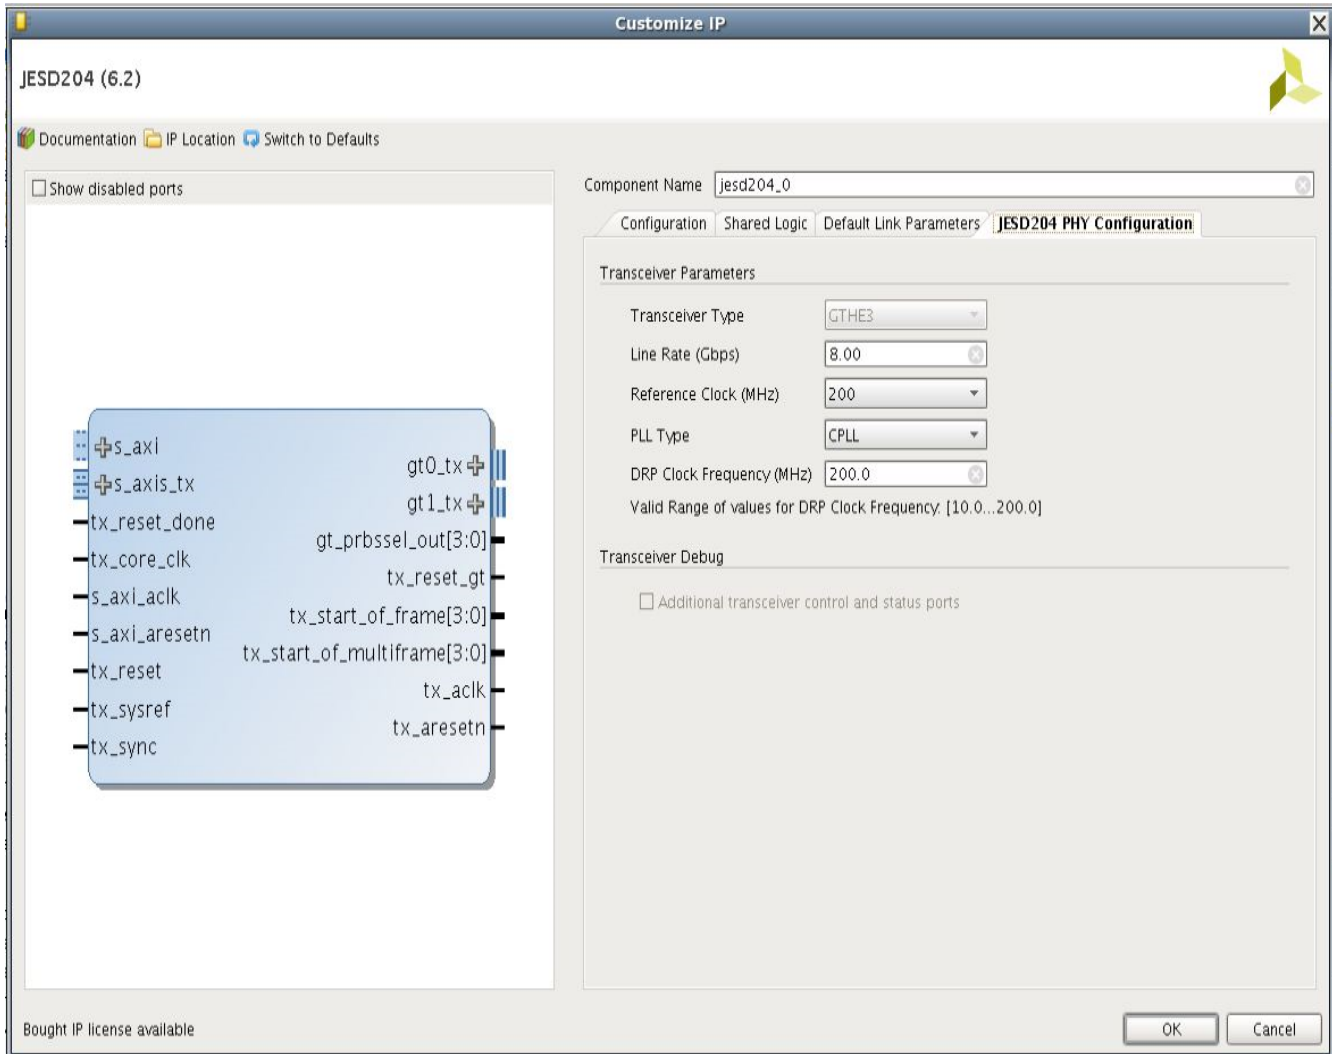 Customize IP
JESD204 (6.2)
Documentation IP Location Switch to Defaults
Show disabled ports
s_axi
s_axis_tx
tx_reset_done
tx_core_clk
s_axi_aclk
s_axi_aresetn
tx_reset
tx_sysref
tx_sync
gt0_tx
gt1_tx
gt_prbssel_out[3:0]
tx_reset_gt
tx_start_of_frame[3:0]
tx_start_of_multiframe[3:0]
tx_aclk
tx_aresetn
Component Name jesd204_0
Configuration Shared Logic Default Link Parameters JESD204 PHY Configuration
Transceiver Parameters
Transceiver Type GTHE3
Line Rate (Gbps) 8.00
Reference Clock (MHz) 200
PLL Type CPLL
DRP Clock Frequency (MHz) 200.0
Valid Range of values for DRP Clock Frequency: [10.0...200.0]
Transceiver Debug
Additional transceiver control and status ports
Bought IP license available
OK Cancel